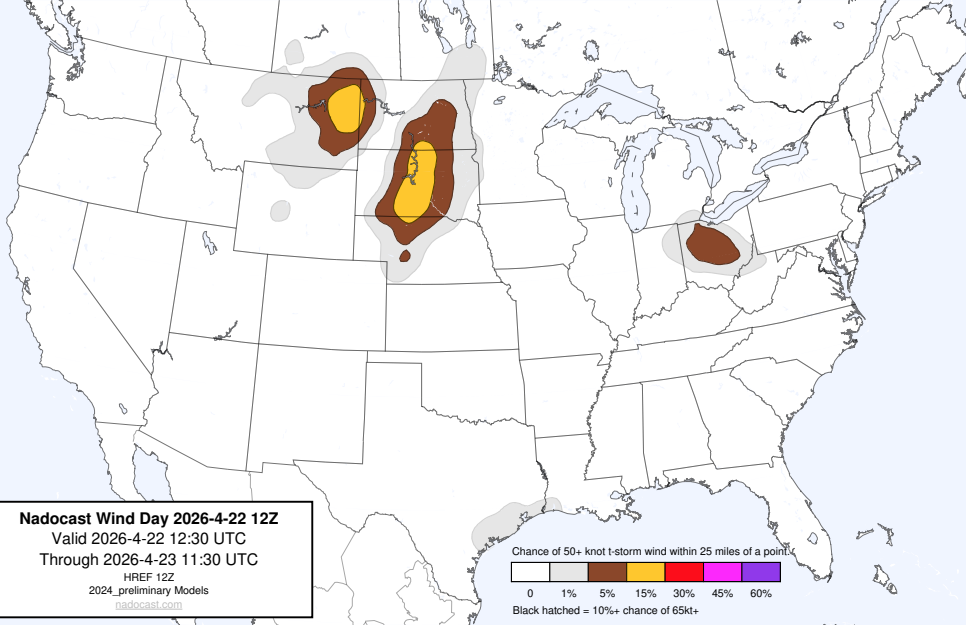 Nadocast Wind Day 2026-4-22 12Z
Valid 2026-4-22 12:30 UTC
Through 2026-4-23 11:30 UTC
HREF 12Z
2024_preliminary Models
nadocast.com
Chance of 50+ knot t-storm wind within 25 miles of a point.
0 1% 5% 15% 30% 45% 60%
Black hatched = 10%+ chance of 65kt+